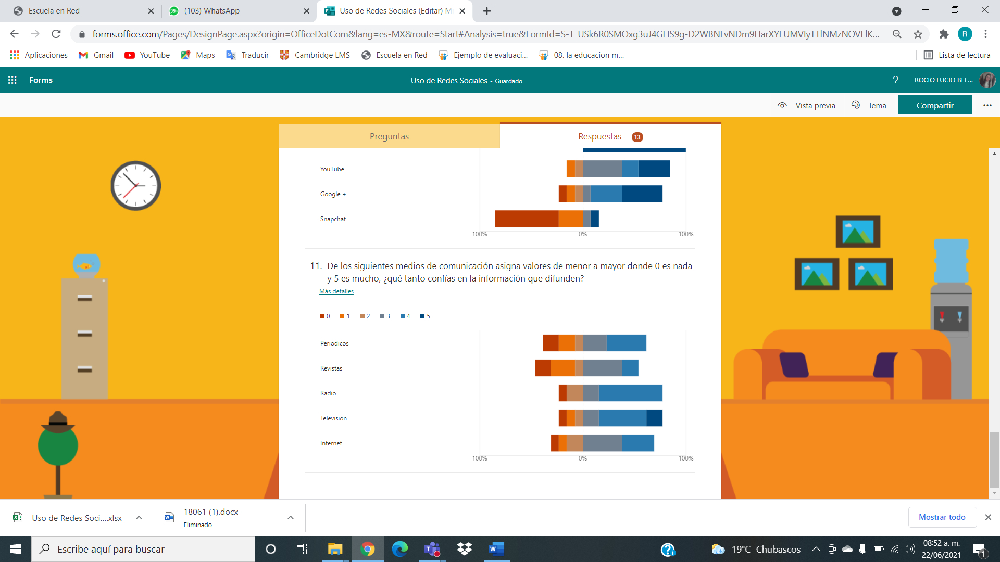 Escuela en Red
99+
(103) WhatsApp
Uso de Redes Sociales (Editar) Mi
forms.office.com/Pages/DesignPage.aspx?origin=OfficeDotCom&lang=es-MX&route=Start#Analysis=true&FormId=S-T_USk6R0SMOxg3uJ4GFIS9g-D2WBNLvNDm9HarXYFUMVIyTTlNMzNOVElK...
R
Aplicaciones
Gmail
YouTube
Maps
Traducir
Cambridge LMS
Escuela en Red
Ejemplo de evaluaci...
08. la educacion m...
Lista de lectura
Forms
Uso de Redes Sociales - Guardado
?
ROCIO LUCIO BEL...
Vista previa
Tema
Compartir
Preguntas
Respuestas 13
YouTube
Google +
Snapchat
100% 0% 100%
11. De los siguientes medios de comunicación asigna valores de menor a mayor donde 0 es nada
y 5 es mucho, ¿qué tanto confías en la información que difunden?
Más detalles
0 1 2 3 4 5
Periodicos
Revistas
Radio
Television
Internet
100% 0% 100%
Uso de Redes Soci....xlsx
18061 (1).docx
Eliminado
Mostrar todo
Escribe aquí para buscar
19°C Chubascos
08:52 a. m.
22/06/2021
1